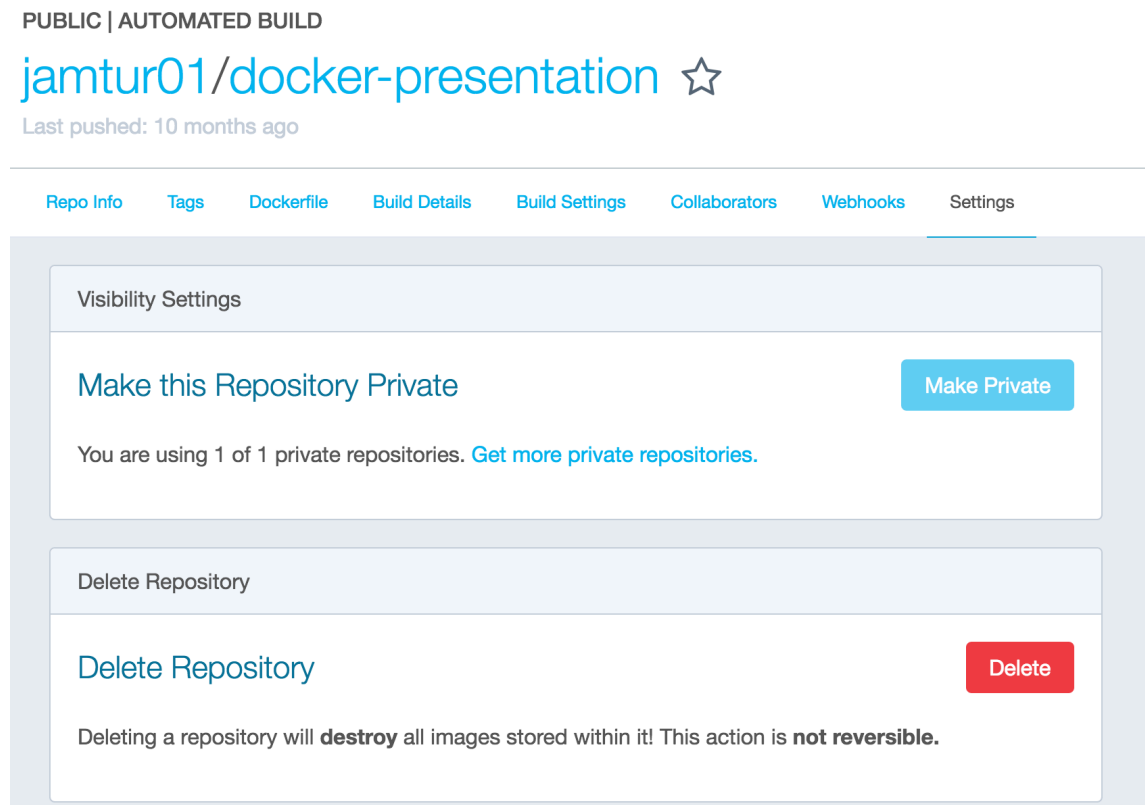 PUBLIC | AUTOMATED BUILD
jamtur01/docker-presentation
Last pushed: 10 months ago
Repo Info Tags Dockerfile Build Details Build Settings Collaborators Webhooks Settings
Visibility Settings
Make this Repository Private Make Private
You are using 1 of 1 private repositories. Get more private repositories.
Delete Repository
Delete Repository Delete
Deleting a repository will destroy all images stored within it! This action is not reversible.